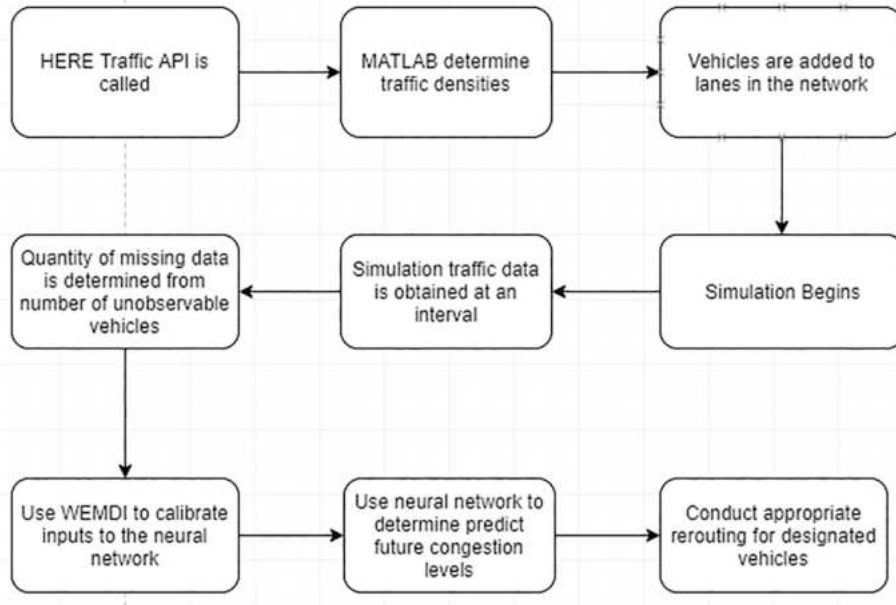 HERE Traffic API is
called
MATLAB determine
traffic densities
Vehicles are added to
lanes in the network
Quantity of missing data
is determined from
number of unobservable
vehicles
Simulation traffic data
is obtained at an
interval
Simulation Begins
Use WEMDI to calibrate
inputs to the neural
network
Use neural network to
determine predict
future congestion
levels
Conduct appropriate
rerouting for designated
vehicles